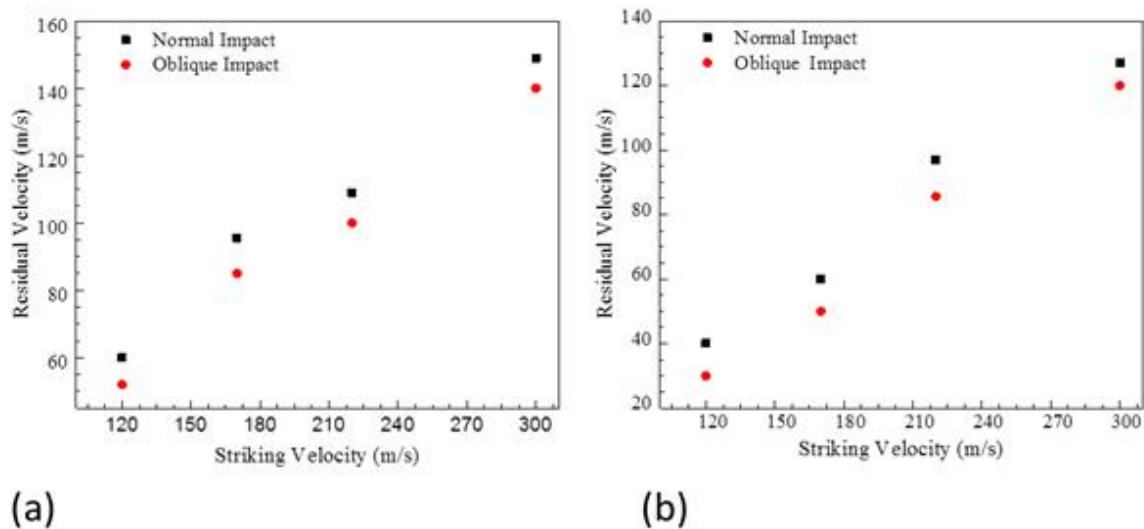 160
140
120
100
80
60
Residual Velocity (m/s)
Normal Impact
Oblique Impact
120 150 180 210 240 270 300
Striking Velocity (m/s)
(a)
140
120
100
80
60
40
20
Residual Velocity (m/s)
Normal Impact
Oblique Impact
120 150 180 210 240 270 300
Striking Velocity (m/s)
(b)